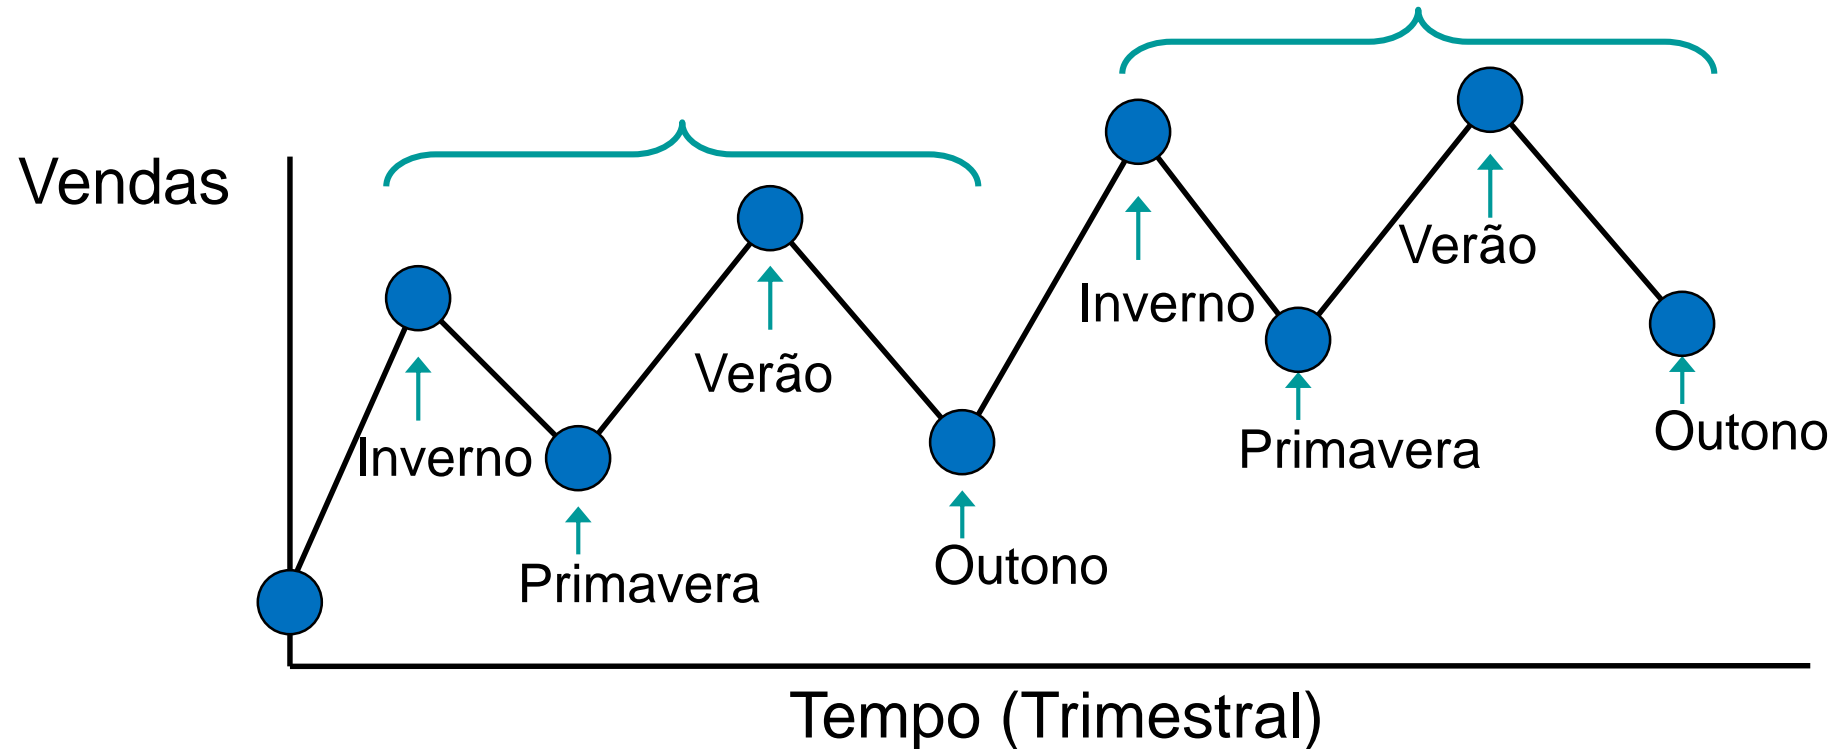 Vendas
Inverno
Primavera
Verão
Outono
Inverno
Primavera
Verão
Outono
Tempo (Trimestral)